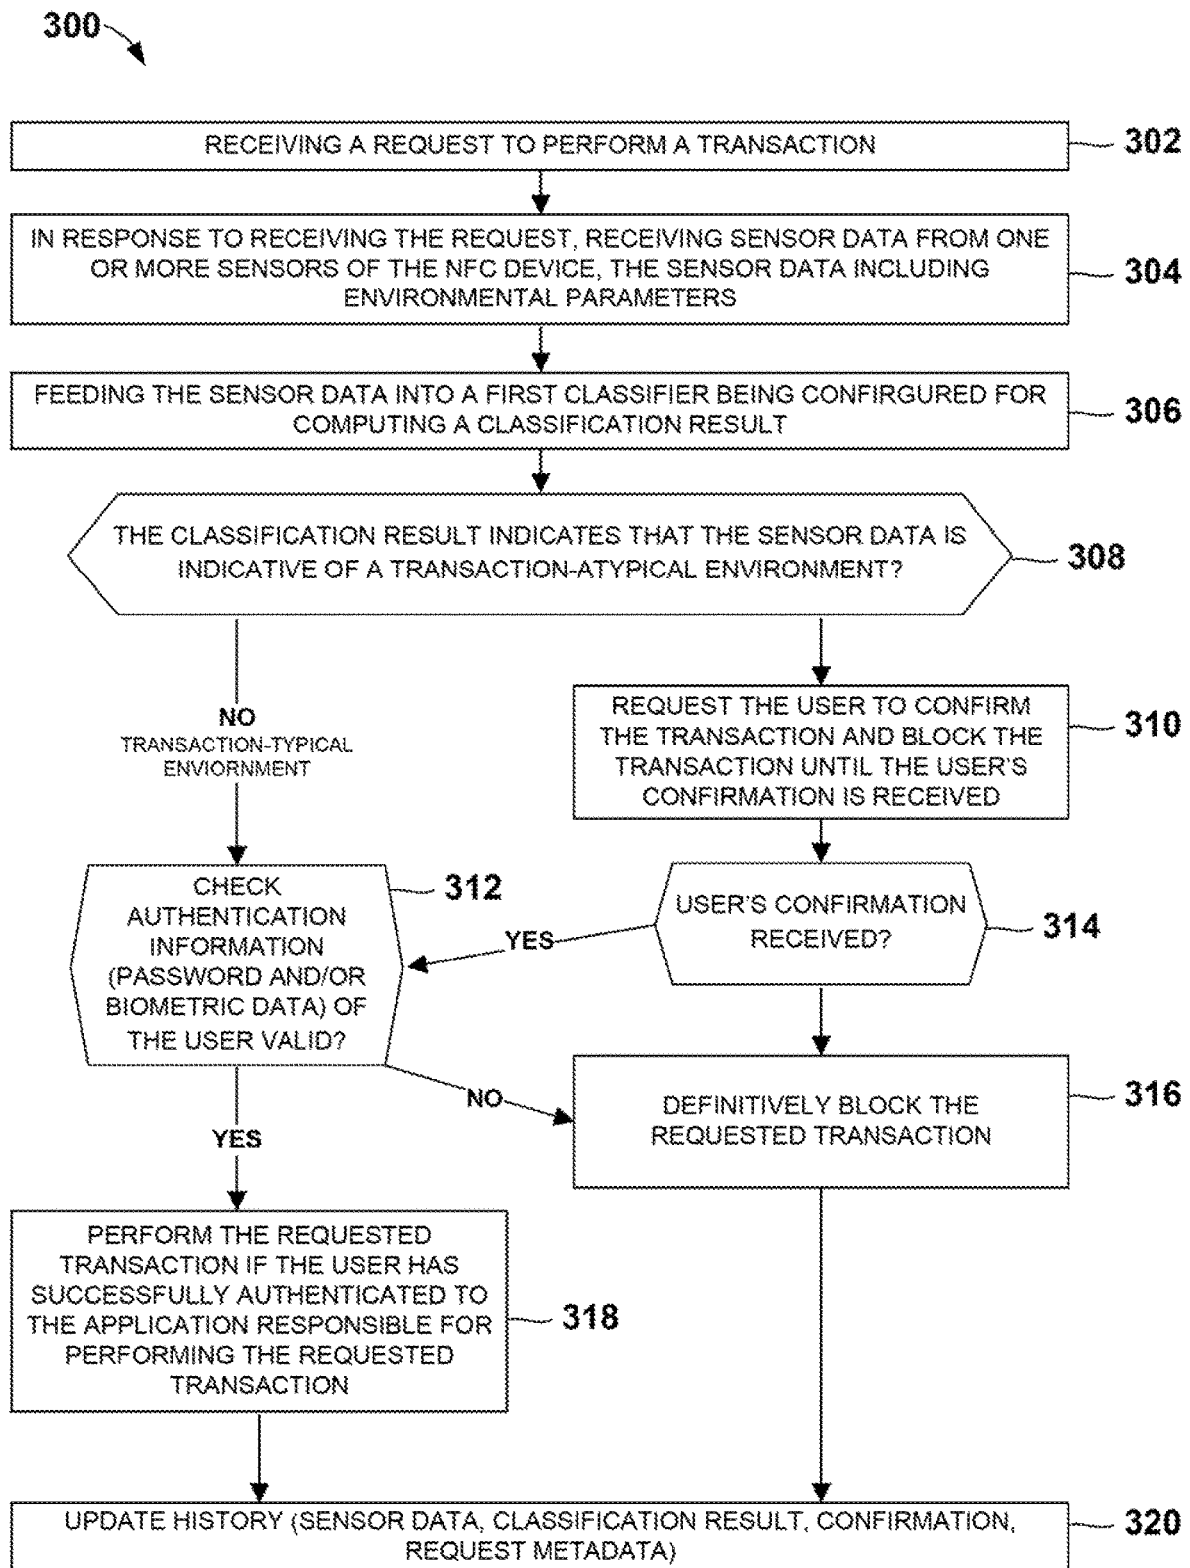 300
RECEIVING A REQUEST TO PERFORM A TRANSACTION
302
IN RESPONSE TO RECEIVING THE REQUEST, RECEIVING SENSOR DATA FROM ONE
OR MORE SENSORS OF THE NFC DEVICE, THE SENSOR DATA INCLUDING
ENVIRONMENTAL PARAMETERS
304
FEEDING THE SENSOR DATA INTO A FIRST CLASSIFIER BEING CONFIRGURED FOR
COMPUTING A CLASSIFICATION RESULT
306
THE CLASSIFICATION RESULT INDICATES THAT THE SENSOR DATA IS
INDICATIVE OF A TRANSACTION-ATYPICAL ENVIRONMENT?
308
NO
TRANSACTION-TYPICAL
ENVIORNMENT
REQUEST THE USER TO CONFIRM
THE TRANSACTION AND BLOCK THE
TRANSACTION UNTIL THE USER'S
CONFIRMATION IS RECEIVED
310
CHECK
AUTHENTICATION
INFORMATION
(PASSWORD AND/OR
BIOMETRIC DATA) OF
THE USER VALID?
312
YES
USER'S CONFIRMATION
RECEIVED?
314
NO
YES
DEFINITIVELY BLOCK THE
REQUESTED TRANSACTION
316
PERFORM THE REQUESTED
TRANSACTION IF THE USER HAS
SUCCESSFULLY AUTHENTICATED TO
THE APPLICATION RESPONSIBLE FOR
PERFORMING THE REQUESTED
TRANSACTION
318
UPDATE HISTORY (SENSOR DATA, CLASSIFICATION RESULT, CONFIRMATION,
REQUEST METADATA)
320